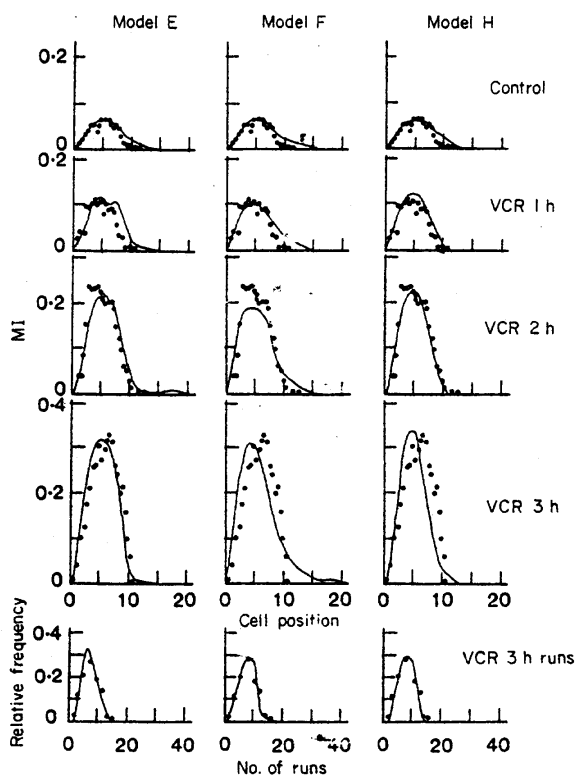 Model E Model F Model H
0·2
Control
0
0·2
VCR 1 h
0
0·2
VCR 2 h
MI
0
0·4
0·2
VCR 3 h
0
0 10 20 0 10 20 0 10 20
Cell position
0·4
VCR 3 h runs
0·2
Relative frequency
0
0 20 40 0 20 40 0 20 40
No. of runs